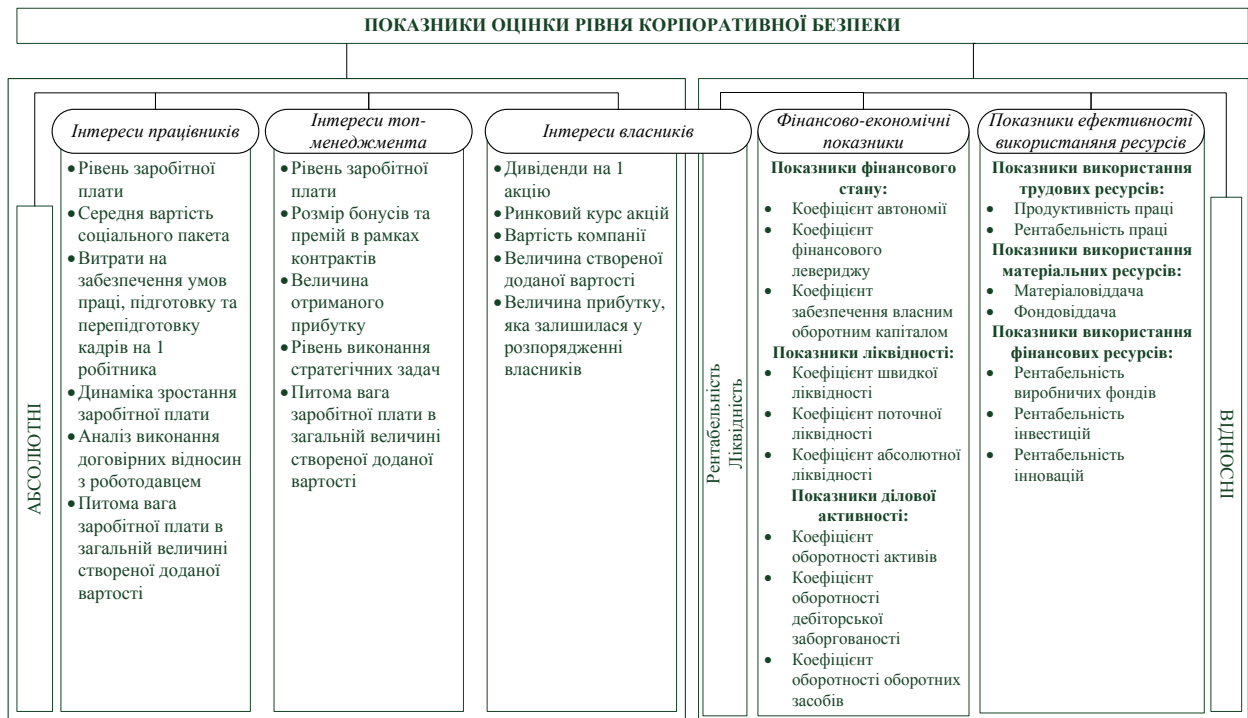 ПОКАЗНИКИ ОЦІНКИ РІВНЯ КОРПОРАТИВНОЇ БЕЗПЕКИ
АБСОЛЮТНІ
Інтереси працівників
• Рівень заробітної
плати
• Середня вартість
соціального пакета
• Витрати на
забезпечення умов
праці, підготовку та
перепідготовку
кадрів на 1
робітника
• Динаміка зростання
заробітної плати
• Аналіз виконання
договірних відносин
з роботодавцем
• Питома вага
заробітної плати в
загальній величині
створеної доданої
вартості
Інтереси топ-
менеджмента
• Рівень заробітної
плати
• Розмір бонусів та
премій в рамках
контрактів
• Величина
отриманого
прибутку
• Рівень виконання
стратегічних задач
• Питома вага
заробітної плати в
загальній величині
створеної доданої
вартості
Інтереси власників
• Дивіденди на 1
акцію
• Ринковий курс акцій
• Вартість компанії
• Величина створеної
доданої вартості
• Величина прибутку,
яка залишилася у
розпорядженні
власників
Рентабельність
Ліквідність
Фінансово-економічні
показники
Показники фінансового
стану:
• Коефіцієнт автономії
• Коефіцієнт
фінансового
левериджу
• Коефіцієнт
забезпечення власним
оборотним капіталом
Показники ліквідності:
• Коефіцієнт швидкої
ліквідності
• Коефіцієнт поточної
ліквідності
• Коефіцієнт абсолютної
ліквідності
Показники ділової
активності:
• Коефіцієнт
оборотності активів
• Коефіцієнт
оборотності
дебіторської
заборгованості
• Коефіцієнт
оборотності оборотних
засобів
Показники ефективності
використаняня ресурсів
Показники використання
трудових ресурсів:
• Продуктивність праці
• Рентабельність праці
Показники використання
матеріальних ресурсів:
• Матеріаловіддача
• Фондовіддача
Показники використання
фінансових ресурсів:
• Рентабельність
виробничих фондів
• Рентабельність
інвестицій
• Рентабельність
інновацій
ВІДНОСНІ